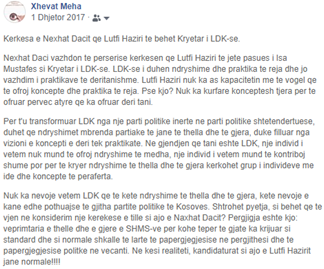 Xhevat Meha
1 Dhjetor 2017 ·
Kerkesa e Nexhat Dacit qe Lutfi Haziri te behet Kryetar i LDK-se.
Nexhat Daci vazhdon te perserise kerkesen qe Lutfi Haziri te jete pasues i Isa
Mustafes si Kryetar i LDK-se. LDK-se i duhen ndryshime dhe praktika te reja dhe jo
vazhdim i praktikave te deritanishme. Lutfi Haziri nuk ka as kapacitetin me te vogel qe
te ofroj koncepte dhe praktika te reja. Pse kjo? Nuk ka kurfare konceptesh tjera per te
ofruar pervec atyre qe ka ofruar deri tani.
Per t'u transformuar LDK nga nje parti politike inerte ne parti politike shtetendertuese,
duhet qe ndryshimet mbrenda partiake te jane te thella dhe te gjera, duke filluar nga
vizioni e koncepti e deri tek praktikate. Ne gjendjen qe tani eshte LDK, nje individ i
vetem nuk mund te ofroj ndryshime te medha, nje individ i vetem mund te kontriboj
shume por per te kryer ndryshime te thella dhe te gjera kerkohet grup i individeve me
ide dhe koncepte te peraferta.
Nuk ka nevoje vetem LDK qe te kete ndryshime te thella dhe te gjera, kete nevoje e
kane edhe pothuajse te gjitha partite politike te Kosoves. Shtrohet pyetja, si behet qe te
vjen ne konsiderim nje kerekese e tille si ajo e Naxhat Dacit? Pergjigja eshte kjo:
veprimtaria e thelle dhe e gjere e SHMS-ve per kohe teper te gjate ka krijuar si
standard dhe si normale shkalle te larte te papergjegjesise ne pergjithesi dhe te
papergjegjesise politke ne vecanti. Ne kesi realiteti, kandidaturat si ajo e Lutfi Hazirit
jane normale!!!!